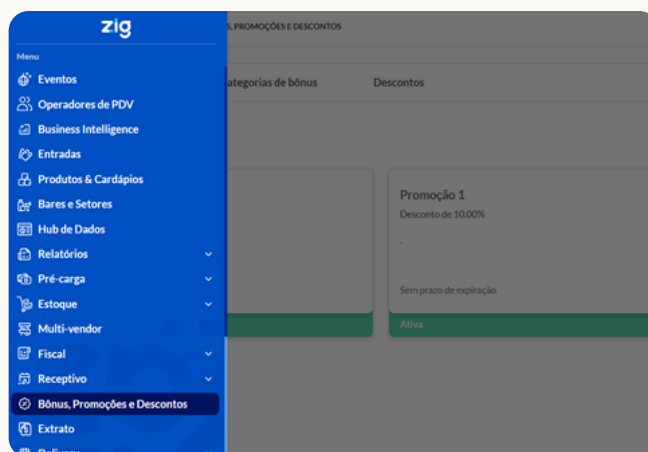 zig
S, PROMOÇÕES E DESCONTOS
Menu
Eventos
ategorias de bônus
Descontos
Operadores de PDV
Business Intelligence
Entradas
Produtos & Cardápios
Bares e Setores
Hub de Dados
Relatórios
Pré-carga
Estoque
Multi-vendor
Fiscal
Receptivo
Bônus, Promoções e Descontos
Extrato
Delivery
Promoção 1
Desconto de 10.00%
.
Sem prazo de expiração
Ativa